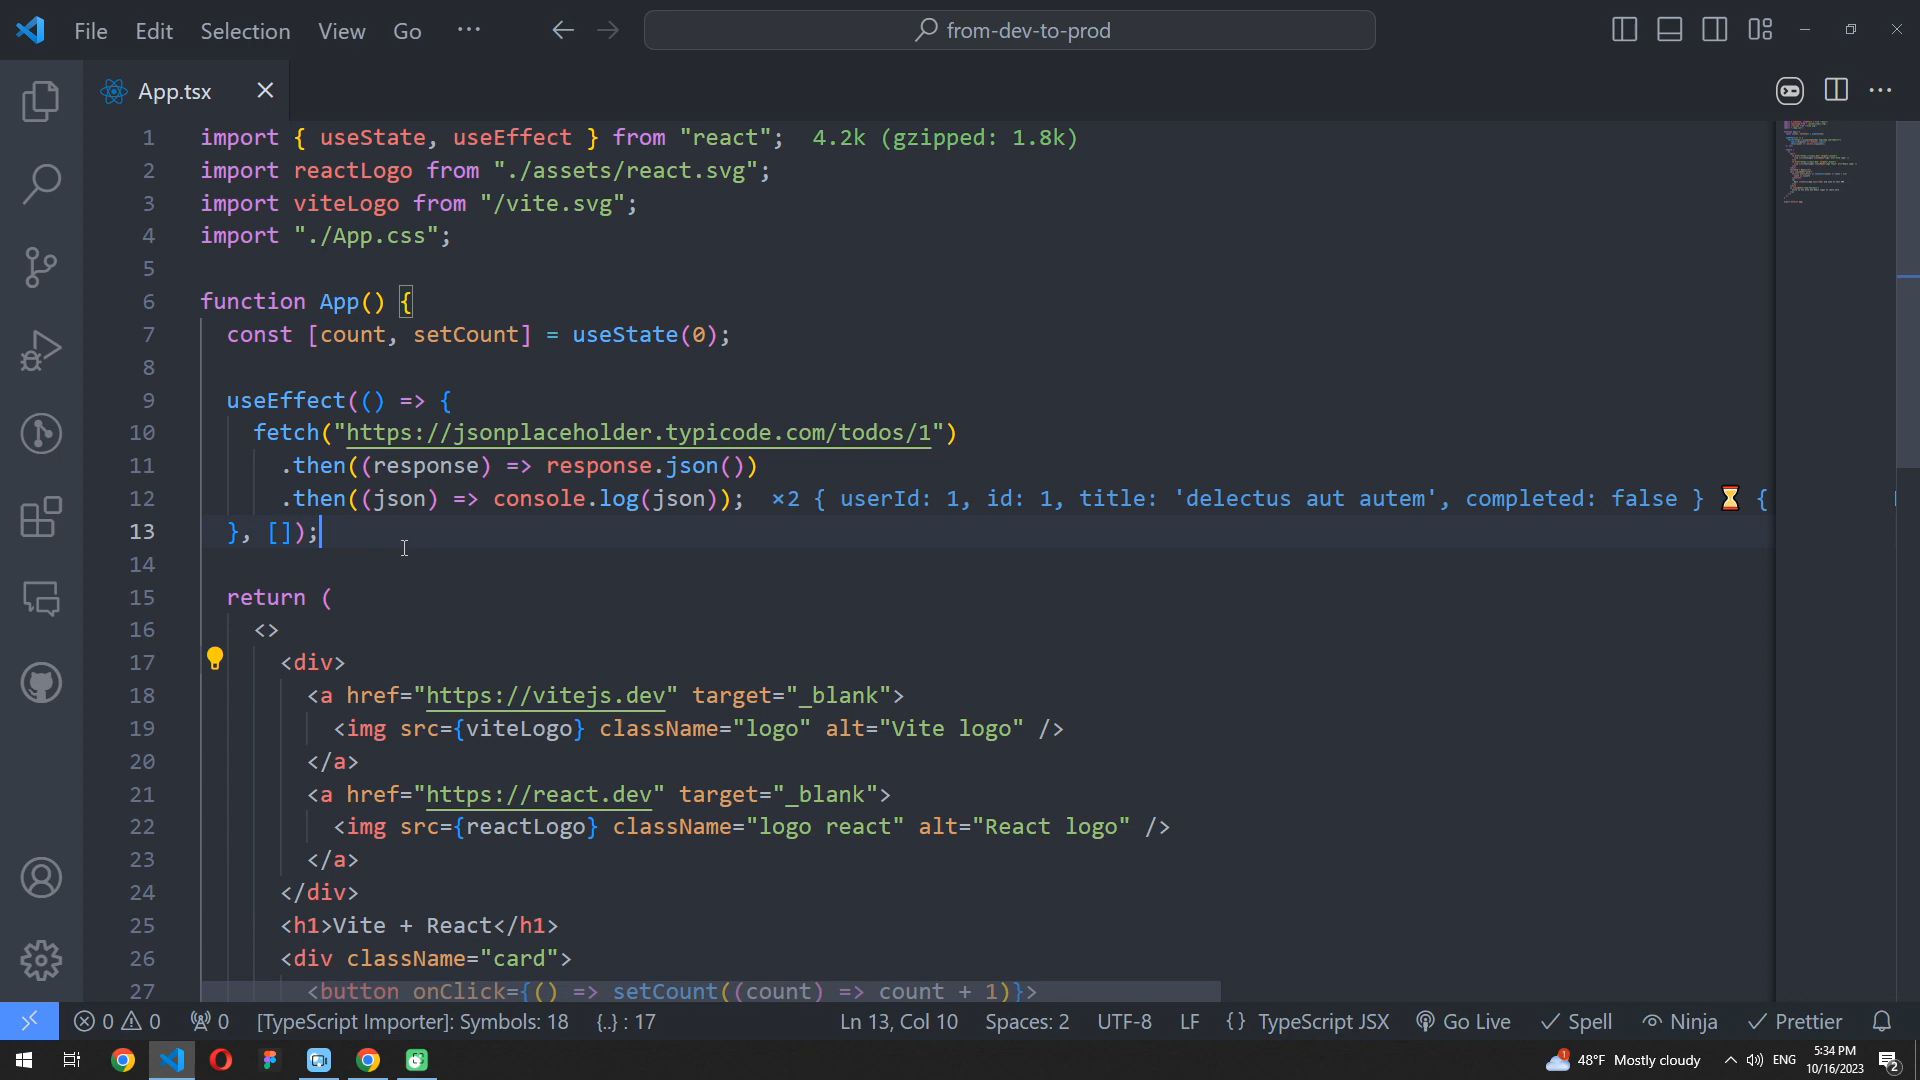 File Edit Selection View Go ··· from-dev-to-prod
App.tsx
1 import { useState, useEffect } from "react"; 4.2k (gzipped: 1.8k)
2 import reactLogo from "./assets/react.svg";
3 import viteLogo from "/vite.svg";
4 import "./App.css";
5
6 function App() {
7 const [count, setCount] = useState(0);
8
9 useEffect(() => {
10 fetch("https://jsonplaceholder.typicode.com/todos/1")
11 .then((response) => response.json())
12 .then((json) => console.log(json)); ×2 { userId: 1, id: 1, title: 'delectus aut autem', completed: false } ⏳ {
13 }, []);
14
15 return (
16 <>
17 <div>
18 <a href="https://vitejs.dev" target="_blank">
19 <img src={viteLogo} className="logo" alt="Vite logo" />
20 </a>
21 <a href="https://react.dev" target="_blank">
22 <img src={reactLogo} className="logo react" alt="React logo" />
23 </a>
24 </div>
25 <h1>Vite + React</h1>
26 <div className="card">
27 <button onClick={() => setCount((count) => count + 1)}>
0 0 0 [TypeScript Importer]: Symbols: 18 {..} : 17 Ln 13, Col 10 Spaces: 2 UTF-8 LF {} TypeScript JSX Go Live Spell Ninja Prettier
1 48°F Mostly cloudy ENG 5:34 PM 2
10/16/2023